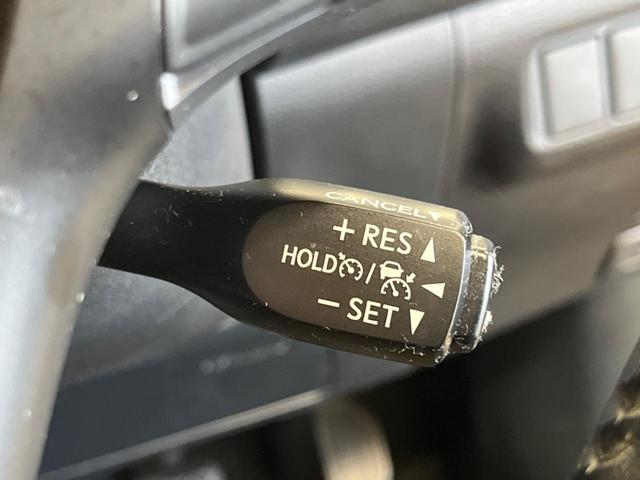 CANCEL
+ RES
HOLD /
− SET